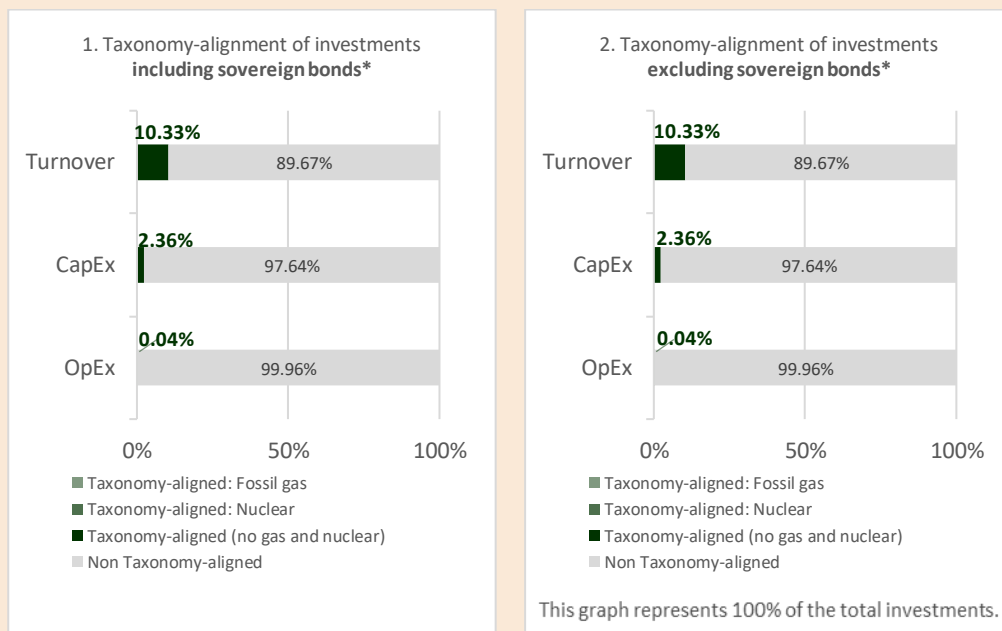 1. Taxonomy-alignment of investments
including sovereign bonds*
10.33%
Turnover
89.67%
2.36%
CapEx
97.64%
0.04%
OpEx
99.96%
0%
50%
100%
Taxonomy-aligned: Fossil gas
Taxonomy-aligned: Nuclear
Taxonomy-aligned (no gas and nuclear)
Non Taxonomy-aligned
2. Taxonomy-alignment of investments
excluding sovereign bonds*
10.33%
Turnover
89.67%
2.36%
CapEx
97.64%
0.04%
OpEx
99.96%
0%
50%
100%
Taxonomy-aligned: Fossil gas
Taxonomy-aligned: Nuclear
Taxonomy-aligned (no gas and nuclear)
Non Taxonomy-aligned
This graph represents 100% of the total investments.